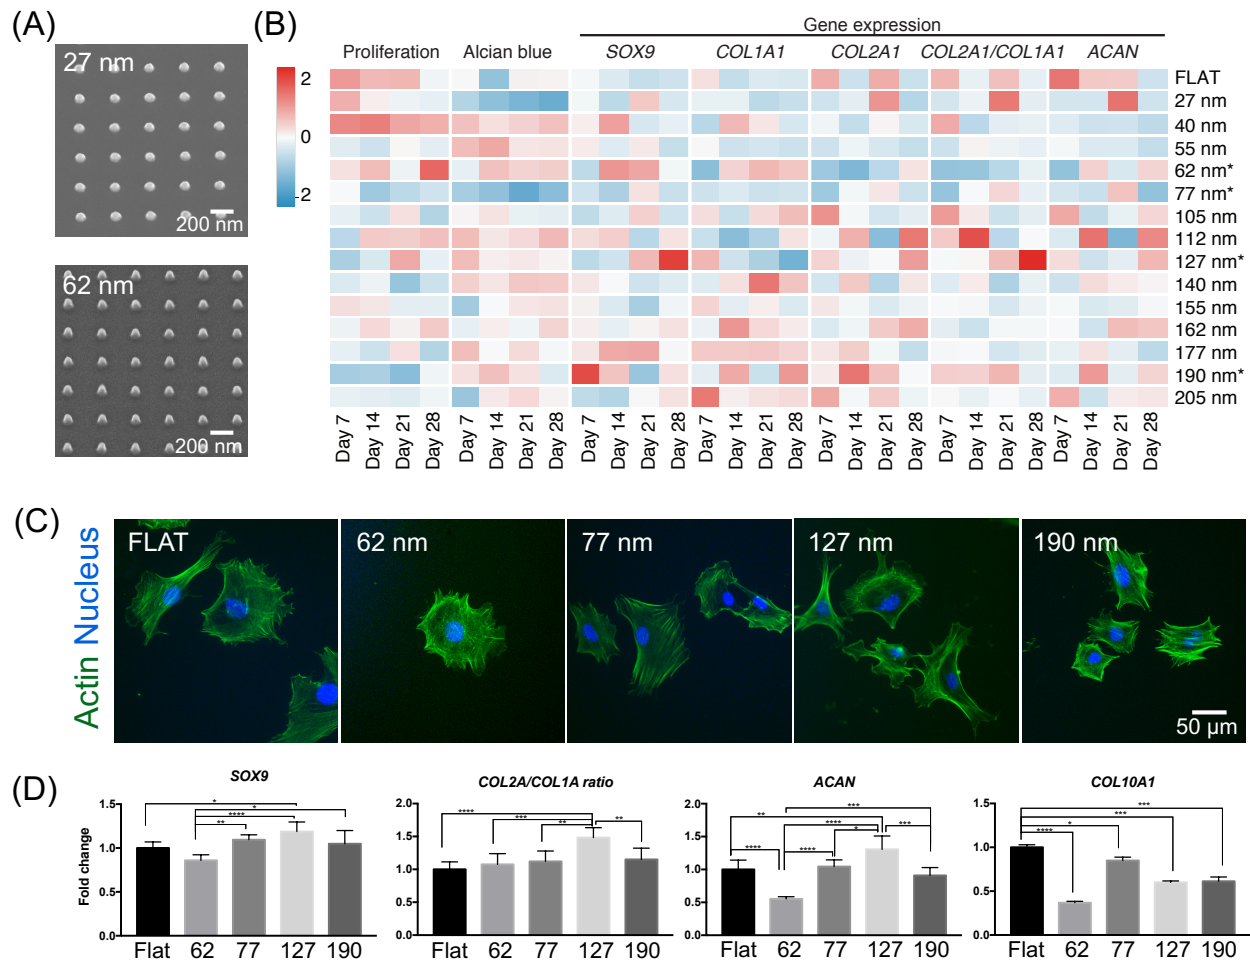 (A)
27 nm
200 nm
62 nm
200 nm
(B)
Gene expression
Proliferation Alcian blue SOX9 COL1A1 COL2A1 COL2A1/COL1A1 ACAN
2
0
-2
FLAT
27 nm
40 nm
55 nm
62 nm*
77 nm*
105 nm
112 nm
127 nm*
140 nm
155 nm
162 nm
177 nm
190 nm*
205 nm
Day 7 Day 14 Day 21 Day 28 Day 7 Day 14 Day 21 Day 28 Day 7 Day 14 Day 21 Day 28 Day 7 Day 14 Day 21 Day 28 Day 7 Day 14 Day 21 Day 28 Day 7 Day 14 Day 21 Day 28 Day 7 Day 14 Day 21 Day 28
(C)
Actin Nucleus
FLAT
62 nm
77 nm
127 nm
190 nm
50 µm
(D)
SOX9
Fold change
1.5
1.0
0.5
0.0
*
*
****
**
Flat 62 77 127 190
COL2A/COL1A ratio
2.0
1.5
1.0
0.5
0.0
****
***
**
**
Flat 62 77 127 190
ACAN
2.0
1.5
1.0
0.5
0.0
***
**
****
***
*
****
****
Flat 62 77 127 190
COL10A1
1.5
1.0
0.5
0.0
***
***
*
****
Flat 62 77 127 190